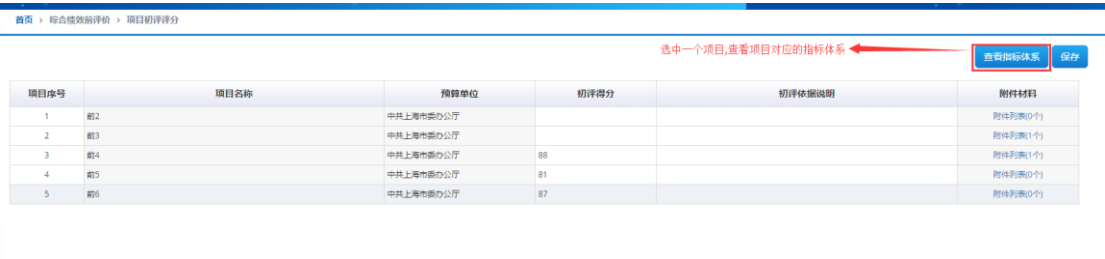 首页 > 综合绩效前评价 > 项目初评评分
选中一个项目,查看项目对应的指标体系
查看指标体系 保存
项目序号 项目名称 预算单位 初评得分 初评依据说明 附件材料
1 前2 中共上海市委办公厅 附件列表(0个)
2 前3 中共上海市委办公厅 附件列表(1个)
3 前4 中共上海市委办公厅 88 附件列表(1个)
4 前5 中共上海市委办公厅 81 附件列表(0个)
5 前6 中共上海市委办公厅 87 附件列表(0个)